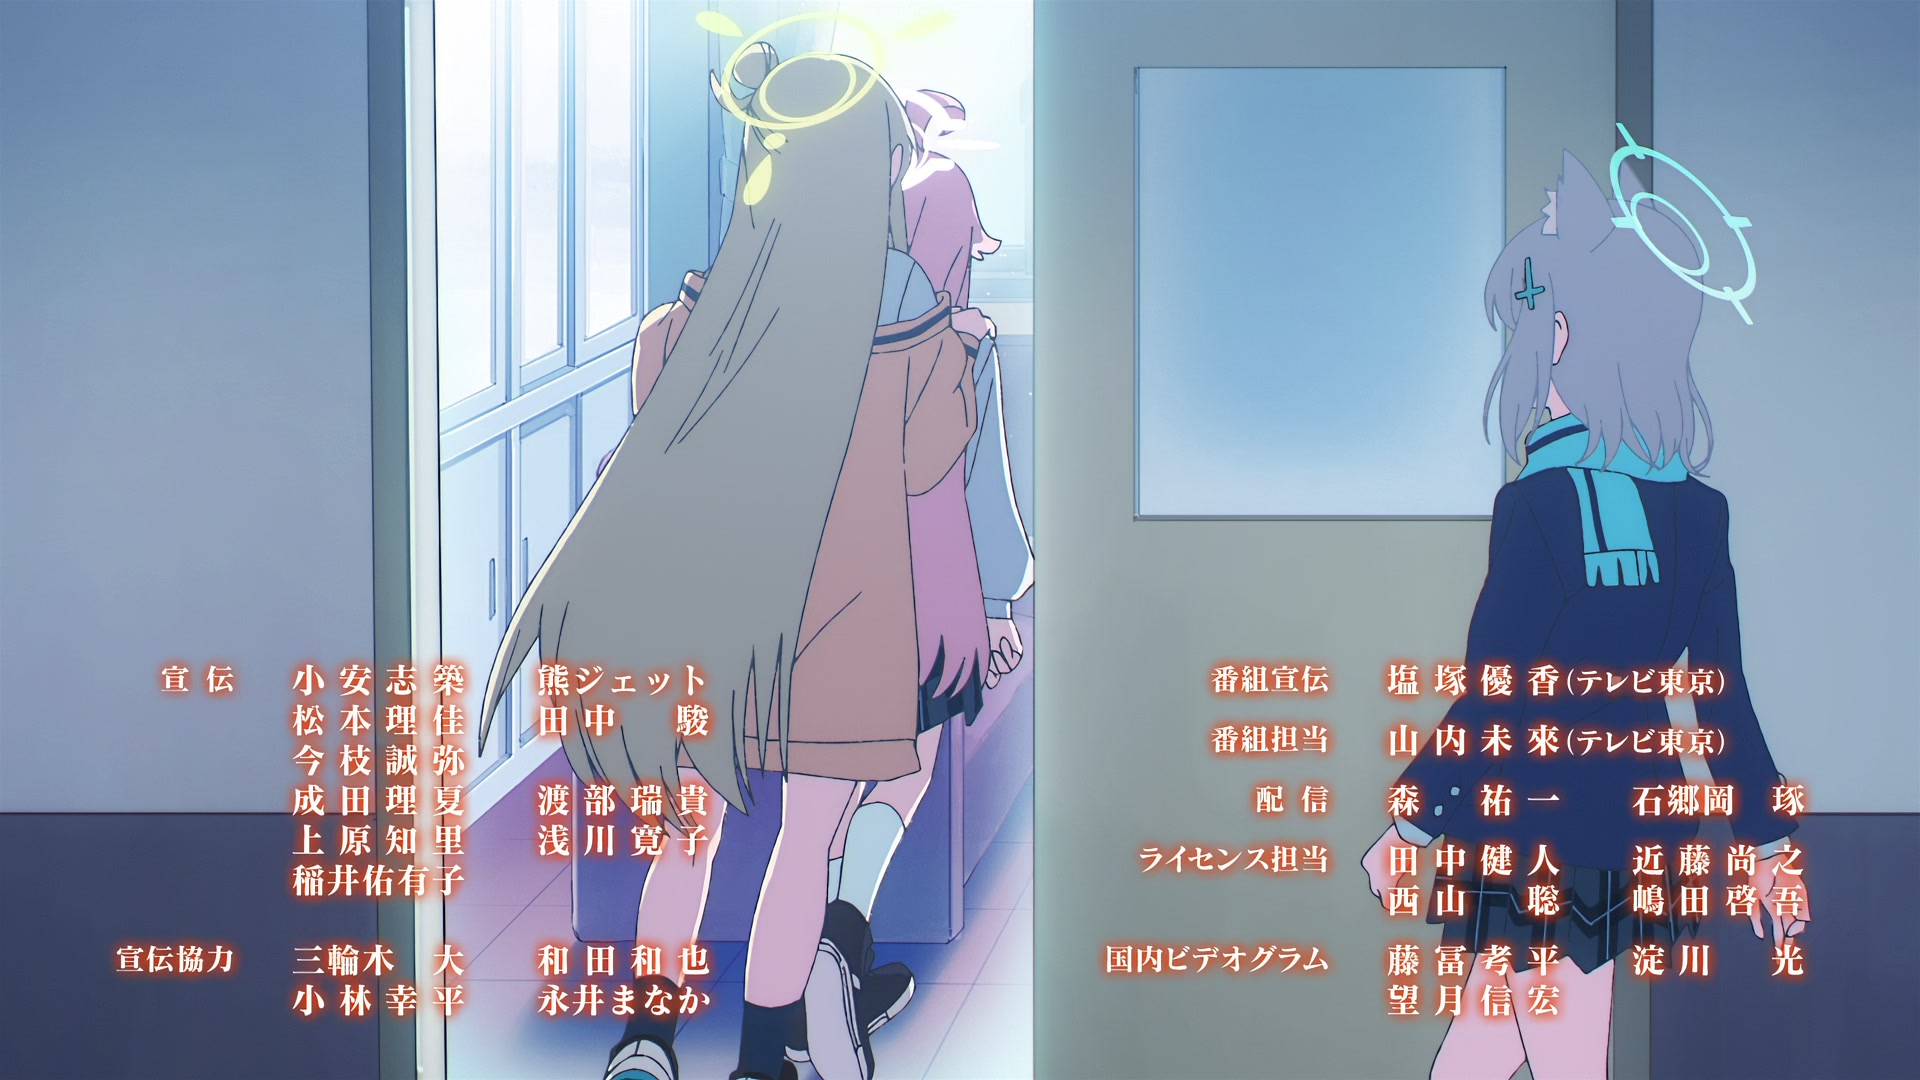 宣伝 小安志築 熊ジェット
松本理佳 田中駿
今枝誠弥
成田理夏 渡部瑞貴
上原知里 浅川寛子
稲井佑有子
宣伝協力 三輪木大 和田和也
小林幸平 永井まなか
番組宣伝 塩塚優香(テレビ東京)
番組担当 山内未來(テレビ東京)
配信 森祐一 石郷岡琢
ライセンス担当 田中健人 近藤尚之
西山聡 嶋田啓吾
国内ビデオグラム 藤冨考平 淀川光
望月信宏